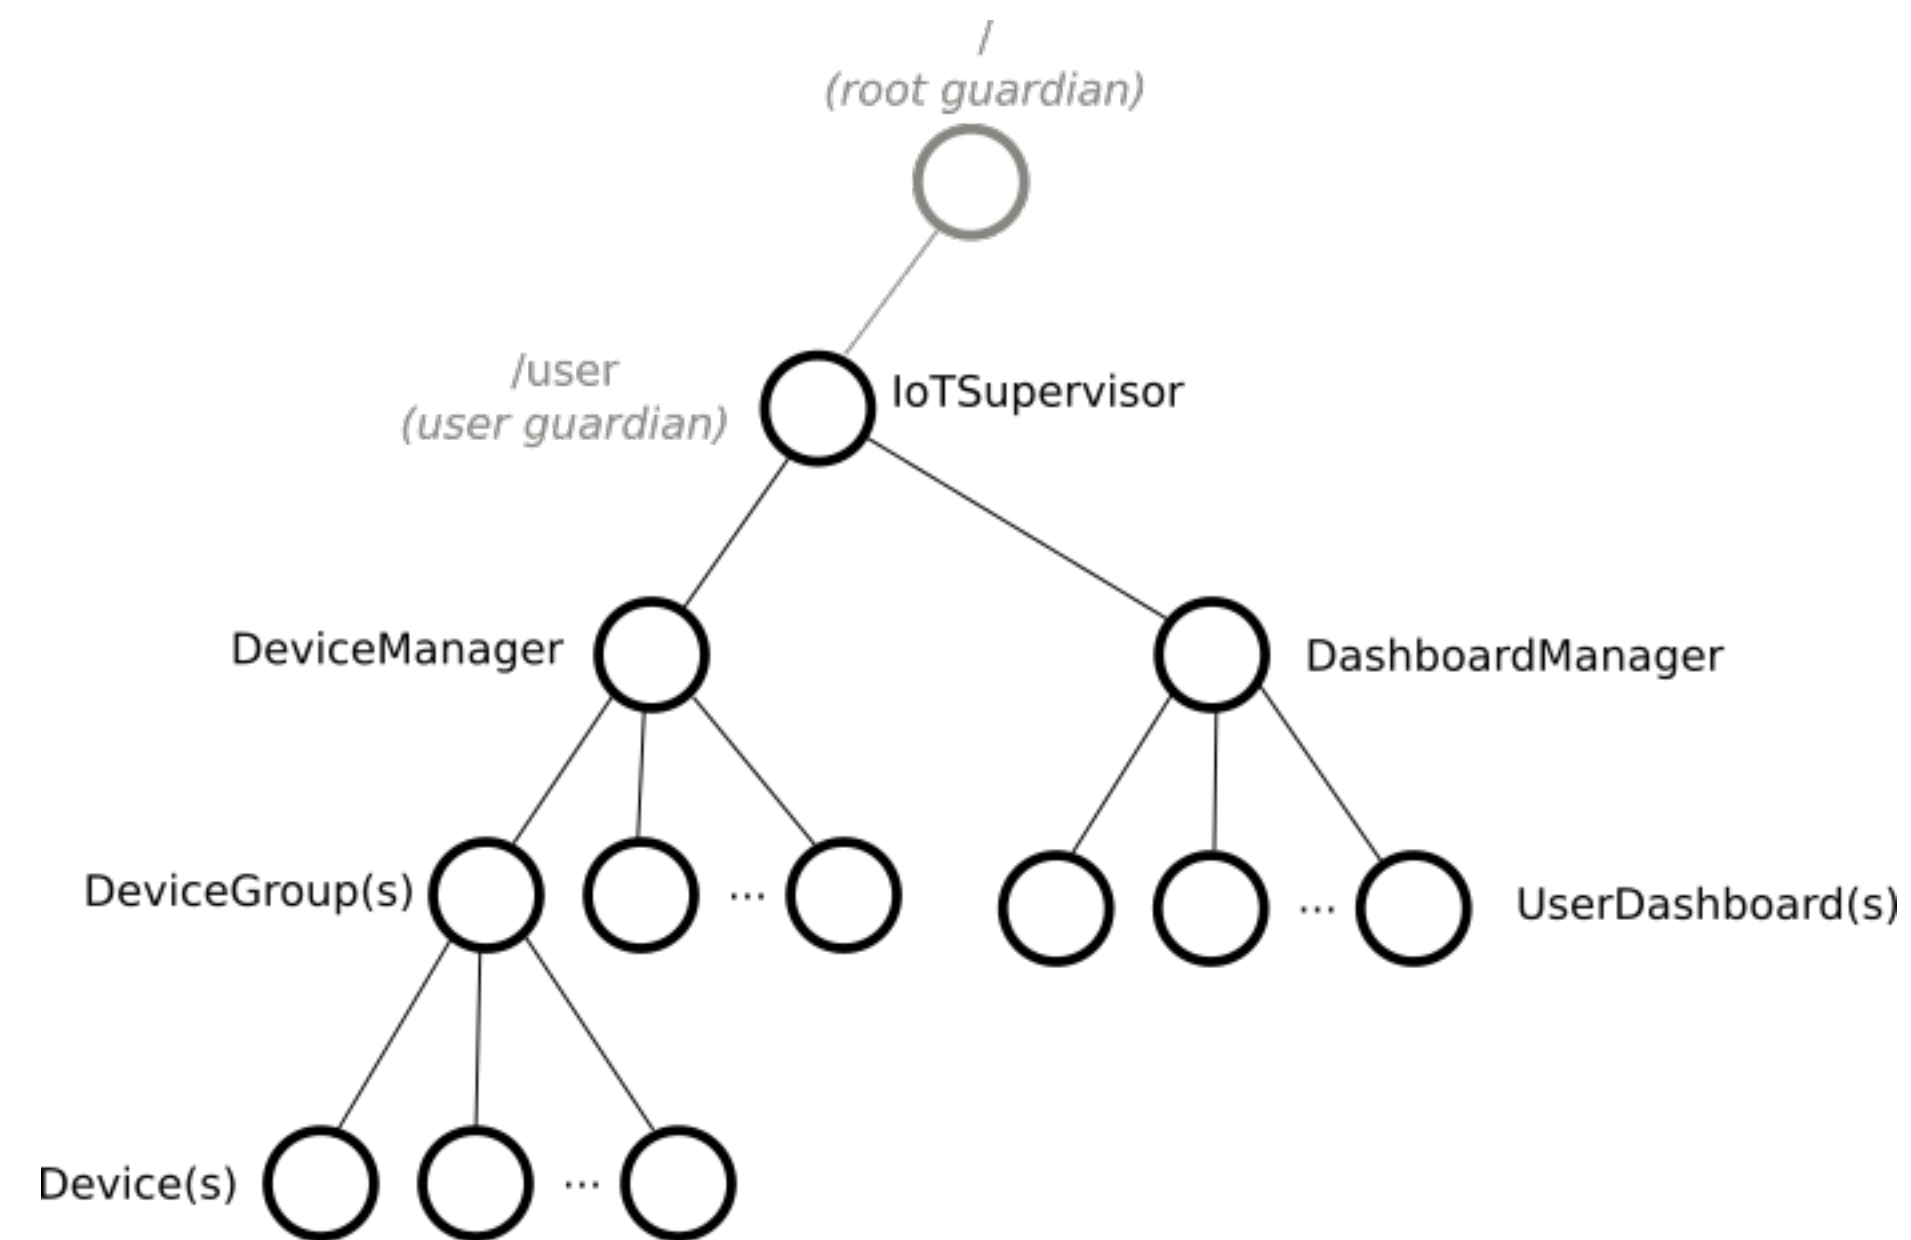 /
(root guardian)
/user
(user guardian)
IoTSupervisor
DeviceManager
DashboardManager
DeviceGroup(s)
...
...
UserDashboard(s)
Device(s)
...